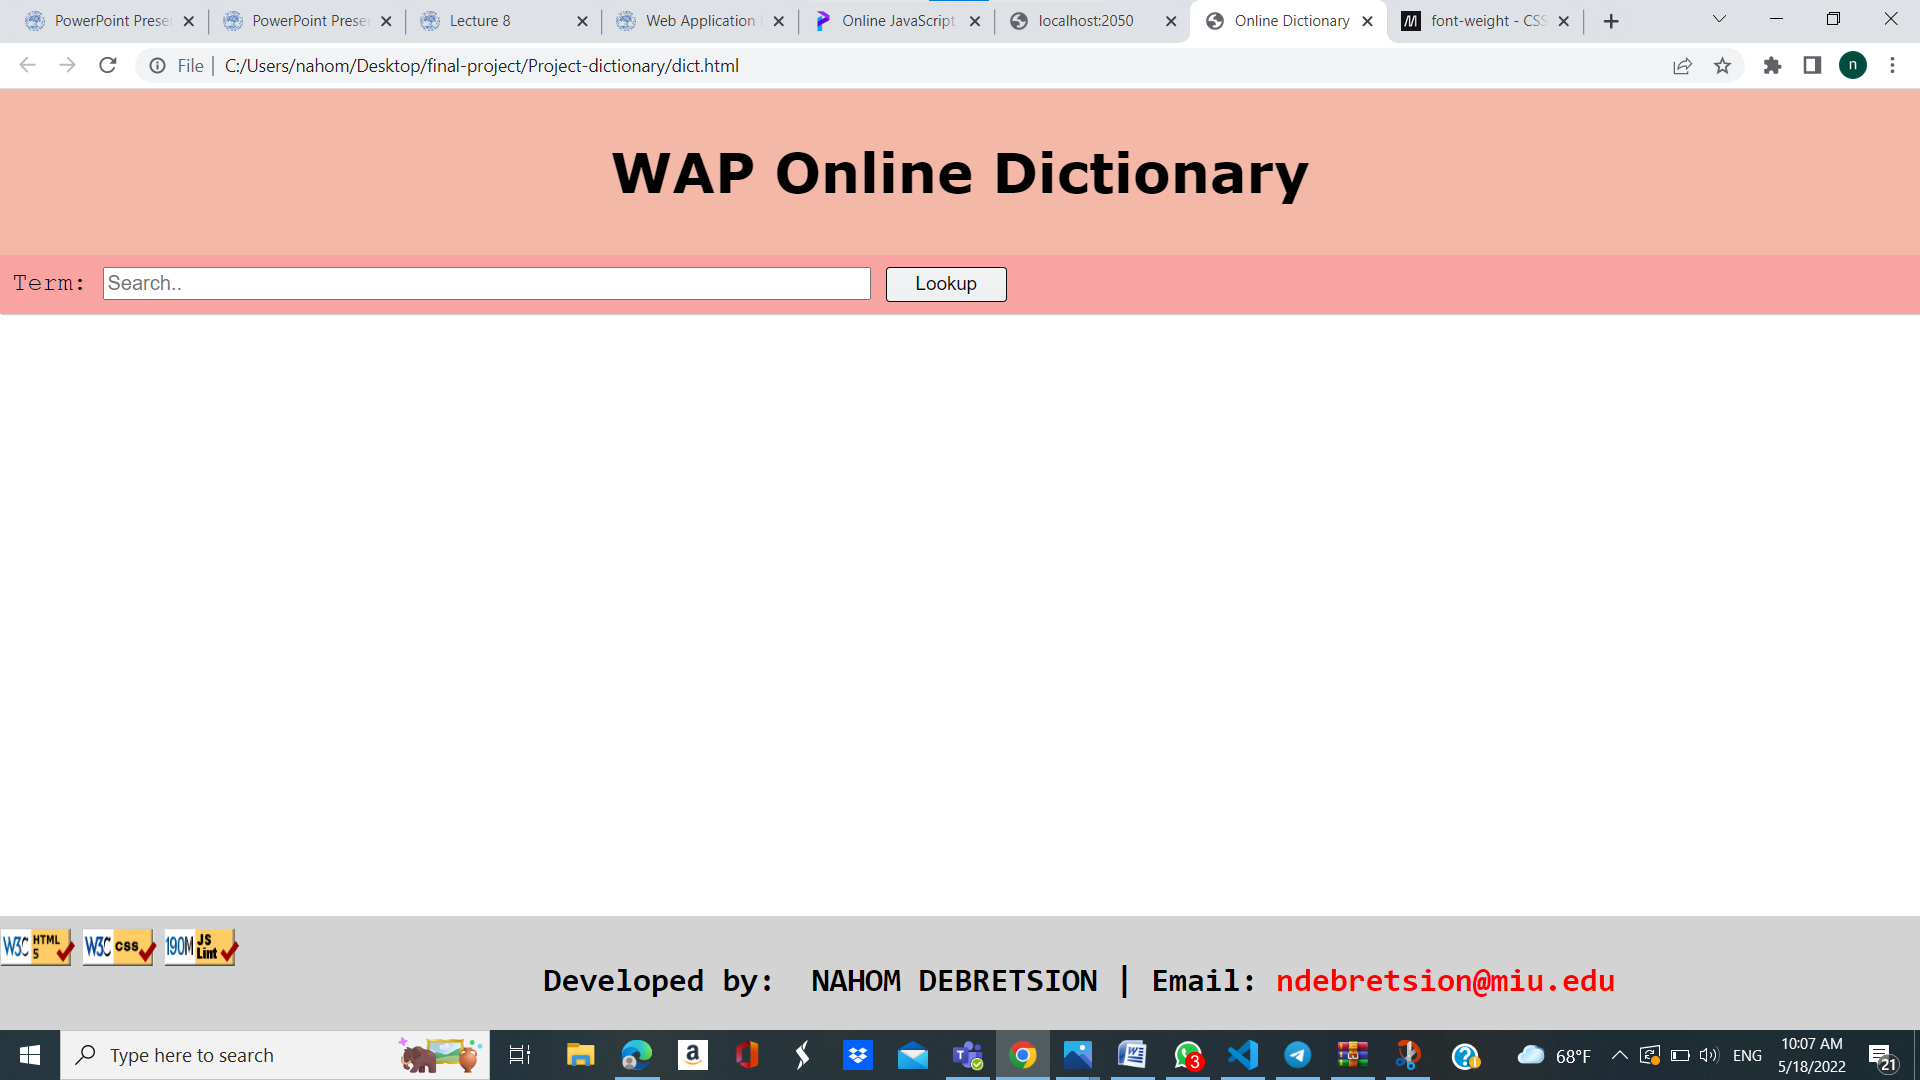 PowerPoint Prese
PowerPoint Prese
Lecture 8
Web Application
Online JavaScript
localhost:2050
Online Dictionary
font-weight - CSS
File | C:/Users/nahom/Desktop/final-project/Project-dictionary/dict.html
n
WAP Online Dictionary
Term: Search.. Lookup
W3C HTML 5
W3C css
190M JS Lint
Developed by: NAHOM DEBRETSION | Email: ndebretsion@miu.edu
Type here to search
3
68°F
ENG
10:07 AM
5/18/2022
21